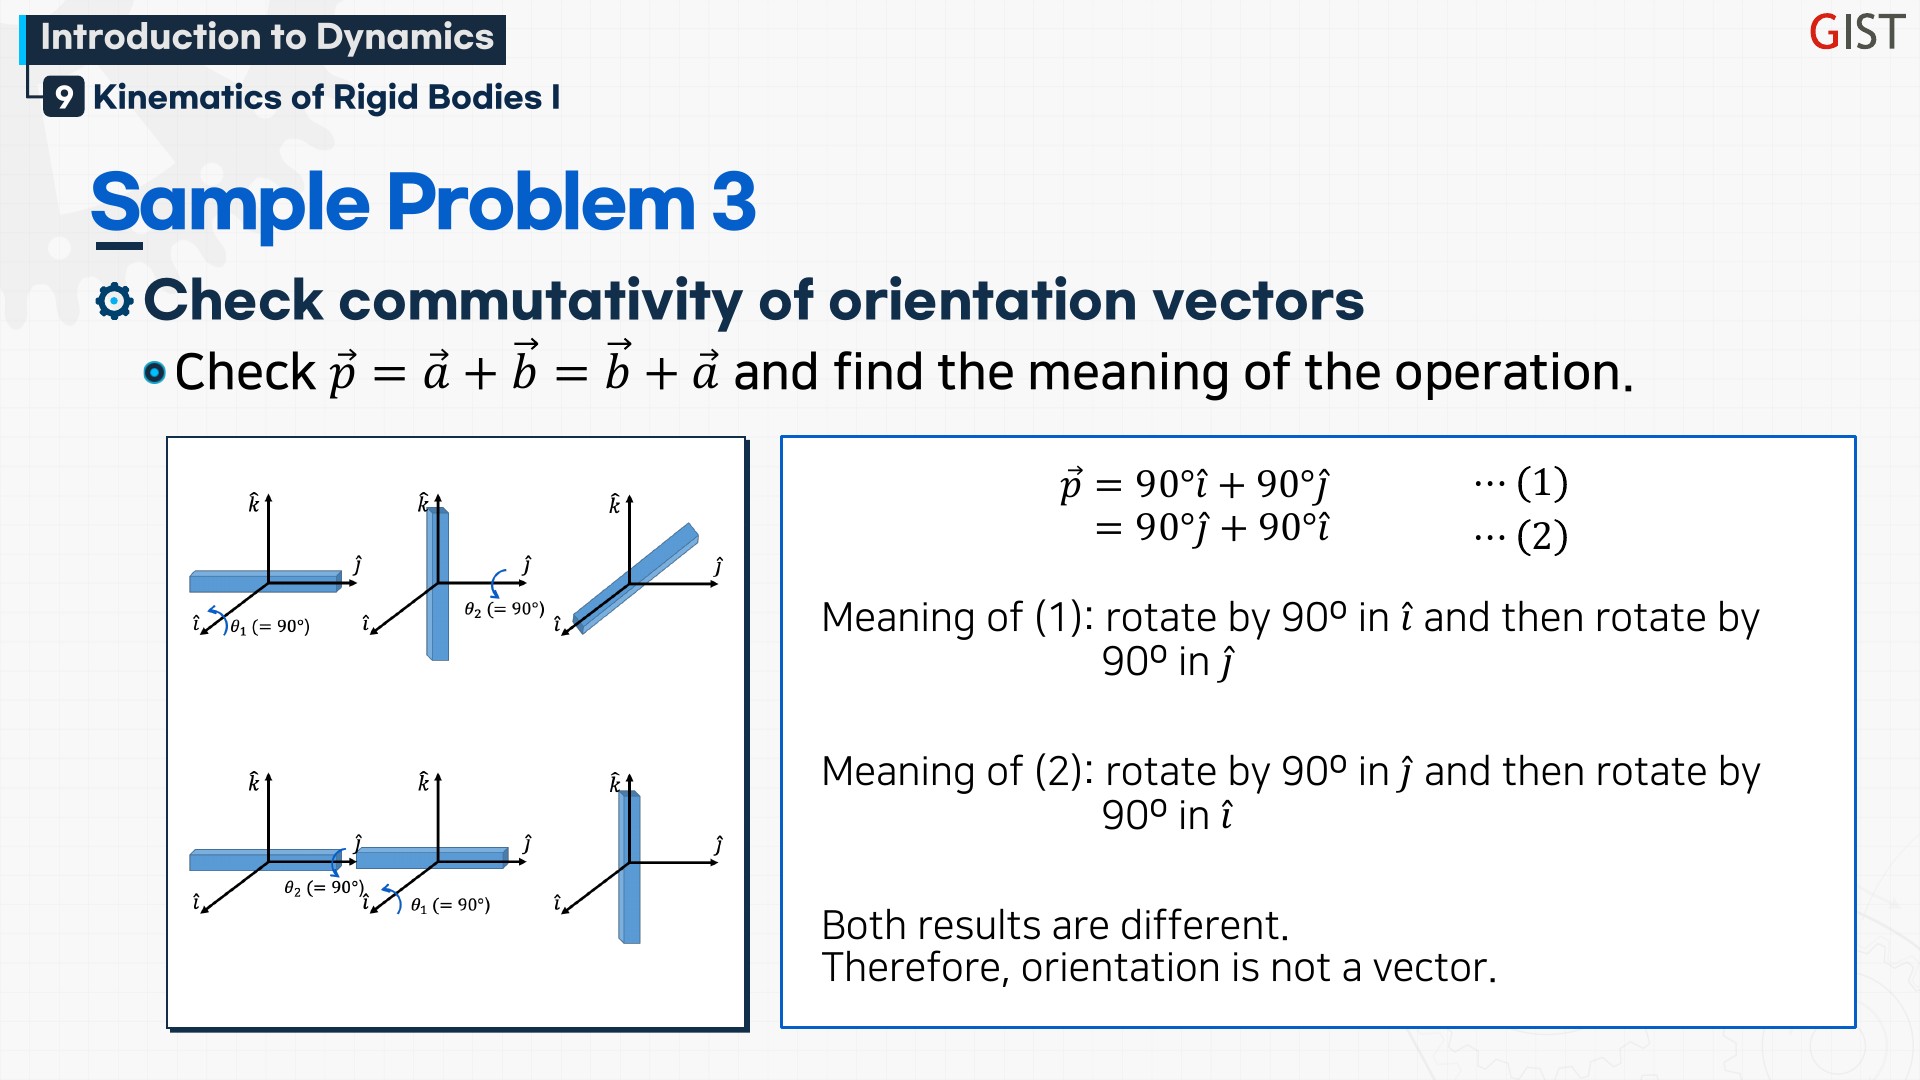 Introduction to Dynamics
GIST
9 Kinematics of Rigid Bodies I
Sample Problem 3
Check commutativity of orientation vectors
Check p⃗ = a⃗ + b⃗ = b⃗ + a⃗ and find the meaning of the operation.
k̂ k̂ k̂
ĵ ĵ ĵ
î θ₁ (= 90°) î θ₂ (= 90°) î
k̂ k̂ k̂
ĵ ĵ ĵ
î θ₂ (= 90°) î θ₁ (= 90°) î
p⃗ = 90°î + 90°ĵ ⋯ (1)
= 90°ĵ + 90°î ⋯ (2)
Meaning of (1): rotate by 90º in î and then rotate by
90º in ĵ
Meaning of (2): rotate by 90º in ĵ and then rotate by
90º in î
Both results are different.
Therefore, orientation is not a vector.